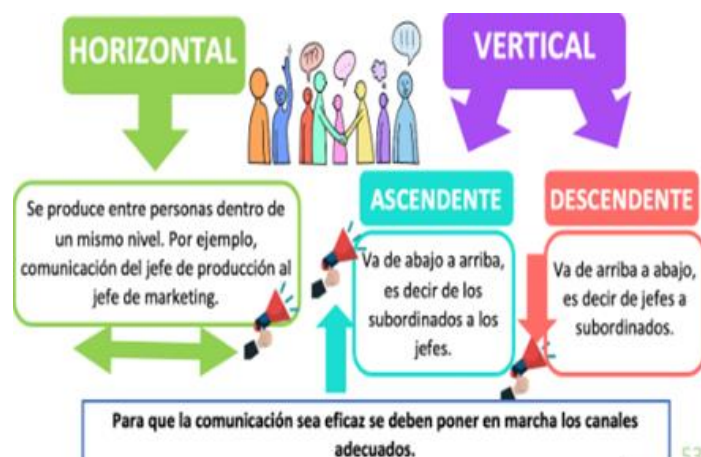 HORIZONTAL
VERTICAL
Se produce entre personas dentro de
un mismo nivel. Por ejemplo,
comunicación del jefe de producción al
jefe de marketing.
ASCENDENTE
Va de abajo a arriba,
es decir de los
subordinados a los
jefes.
DESCENDENTE
Va de arriba a abajo,
es decir de jefes a
subordinados.
Para que la comunicación sea eficaz se deben poner en marcha los canales
adecuados.
53